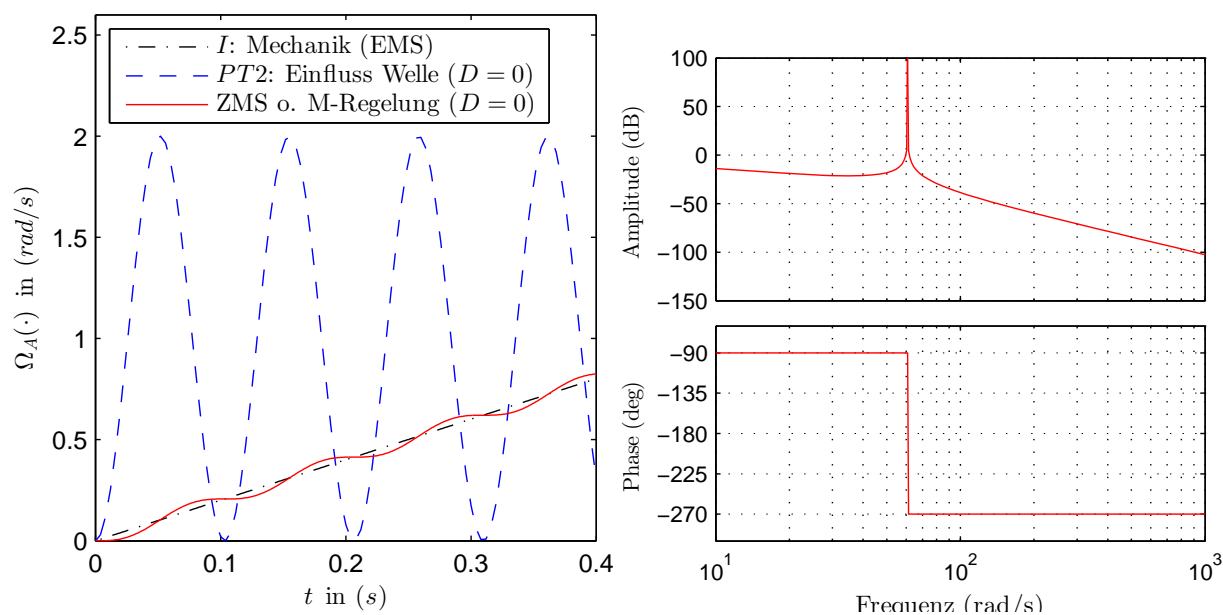 2.5
2
1.5
1
0.5
0
Ω_A(·) in (rad/s)
I: Mechanik (EMS)
PT2: Einfluss Welle (D = 0)
ZMS o. M-Regelung (D = 0)
0 0.1 0.2 0.3 0.4
t in (s)
100
50
0
−50
−100
−150
Amplitude (dB)
−90
−135
−180
−225
−270
Phase (deg)
10^1 10^2 10^3
Frequenz (rad/s)